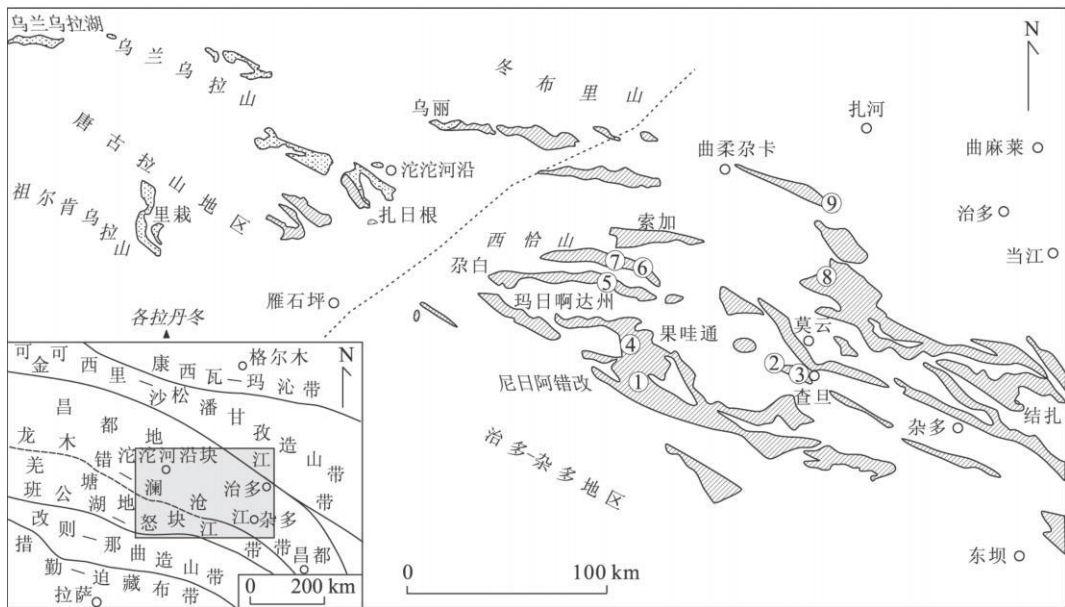 乌兰乌拉湖
乌兰乌拉山
冬布里山
N
唐古拉山地区
乌丽
扎河
曲柔尕卡
曲麻莱
沱沱河沿
祖尔肯乌拉山
里栽
扎日根
⑨
治多
索加
西恰山
当江
尕白
⑦
⑥
⑧
⑤
雁石坪
玛日啊达州
各拉丹冬
果哇通
莫云
④
②
③
尼日阿错改
①
查旦
结扎
杂多
治多-杂多地区
东坝
0
100 km
N
格尔木
可可西里-金沙江带
康西瓦-玛沁带
松潘甘孜造山带
昌都地块
沱沱河沿
龙木错-澜沧江带
治多
羌塘地块
杂多
班公湖-怒江带
昌都
改则-那曲造山带
措勤-迫藏布带
拉萨
0
200 km